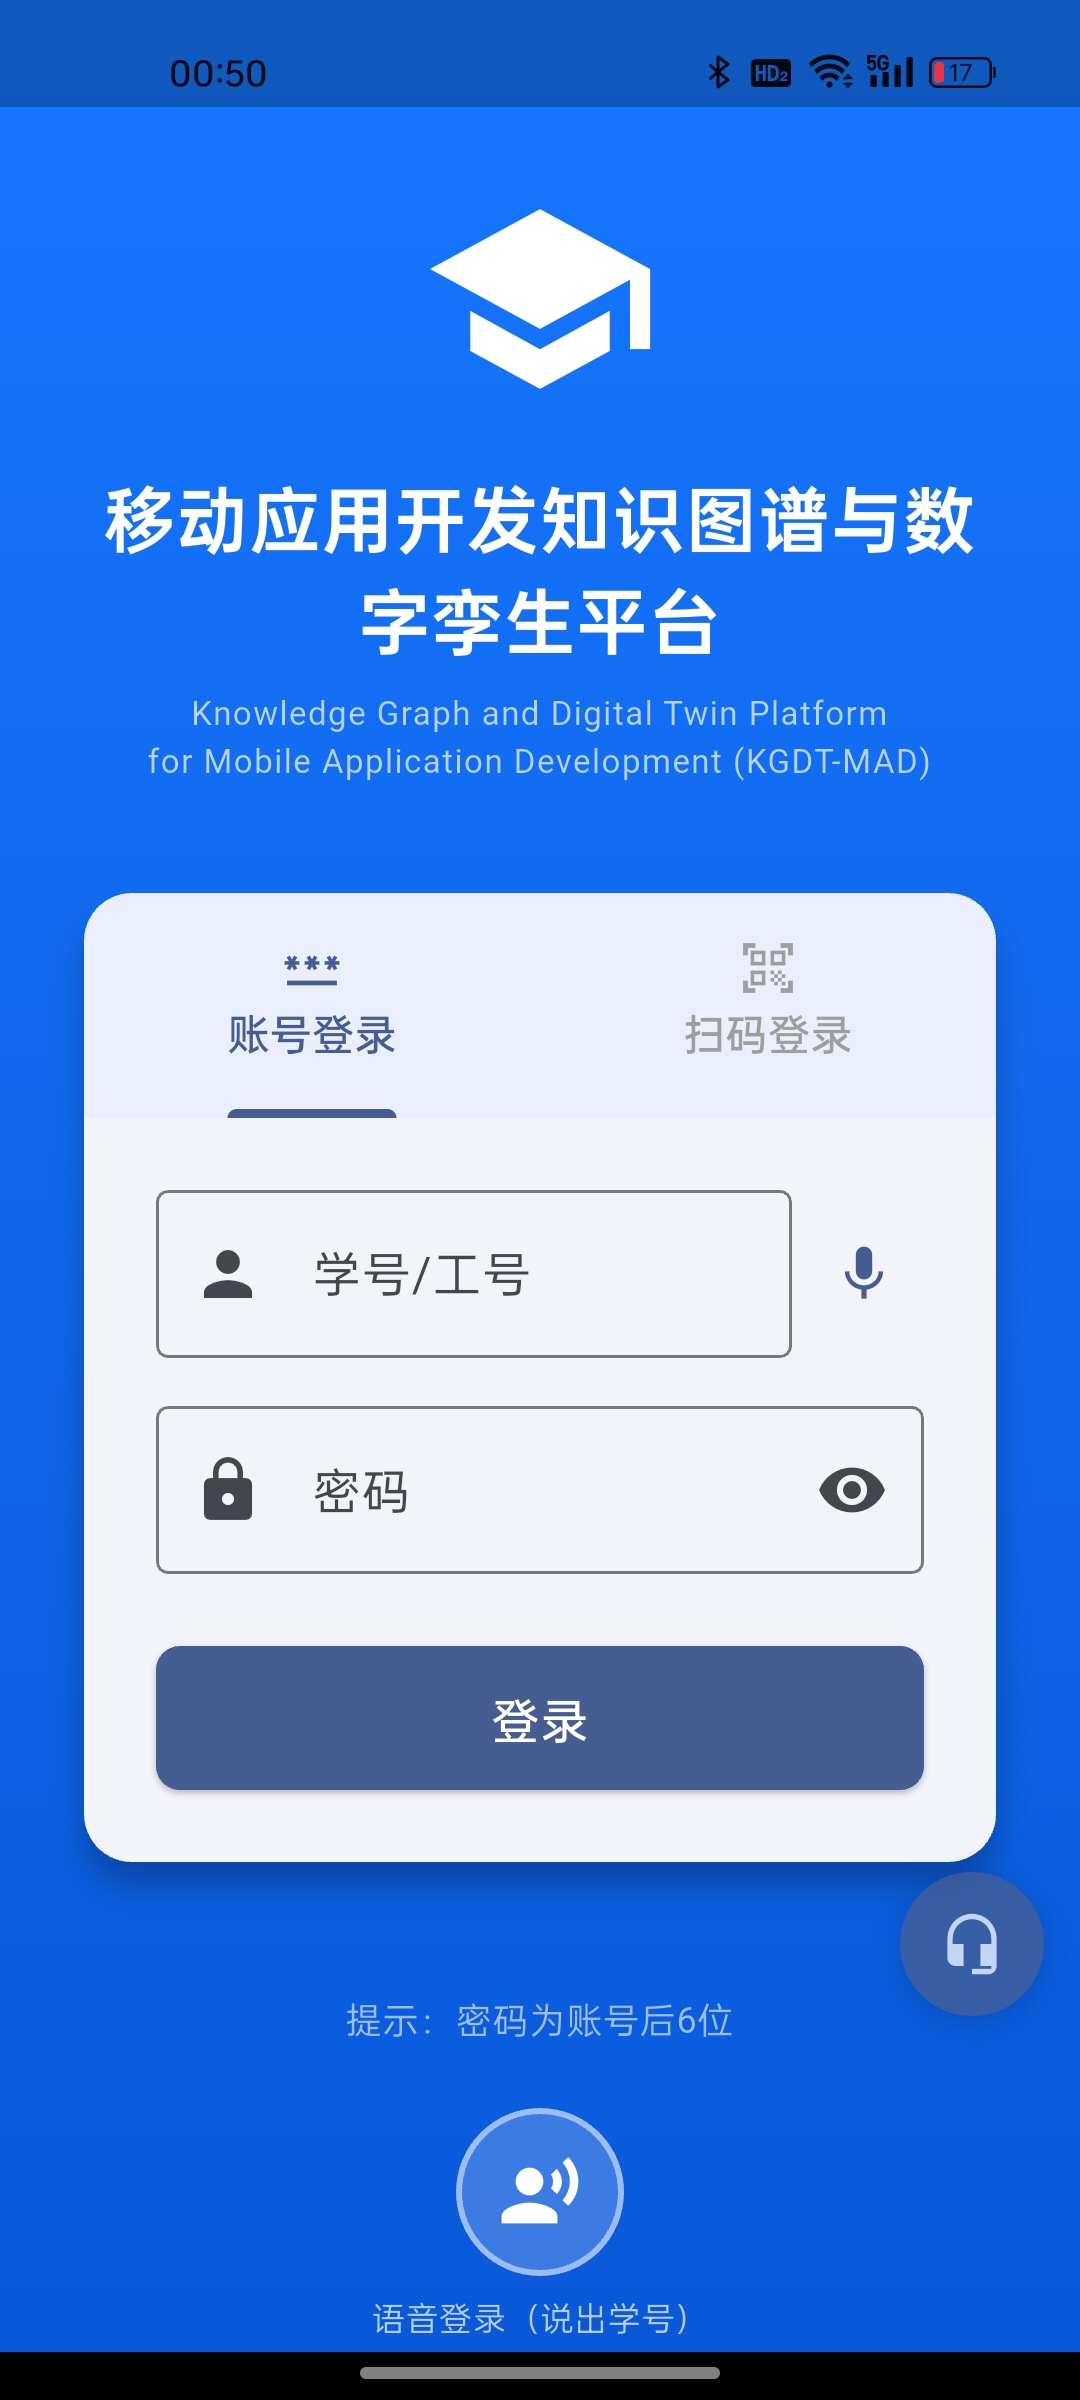 00:50
HD2
5G
17
移动应用开发知识图谱与数
字孪生平台
Knowledge Graph and Digital Twin Platform
for Mobile Application Development (KGDT-MAD)
***
账号登录
扫码登录
学号/工号
密码
登录
提示：密码为账号后6位
语音登录（说出学号）